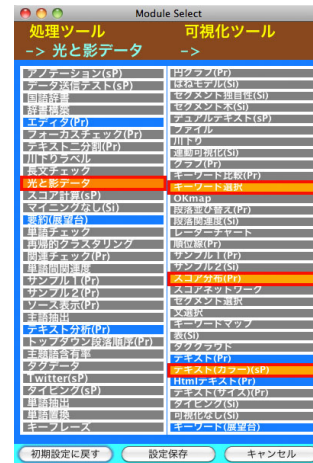 Module Select
処理ツール
-> 光と影データ
可視化ツール
->
アノテーション(sP)
データ送信テスト(sP)
国語辞書
辞書構築
エディタ(Pr)
フォーカスチェック(Pr)
テキスト二分割(Pr)
川下りラベル
長文チェック
光と影データ
スコア計算(sP)
マイニングなし(Si)
要約(展望台)
単語チェック
再帰的クラスタリング
関連チェック(Pr)
単語間関連度
サンプル1(Pr)
サンプル2(Pr)
ソース表示(Pr)
主語抽出
テキスト分析(Pr)
トップダウン段落順序(Pr)
主題語含有率
タグデータ
Twitter(sP)
タイピング(sP)
単語抽出
単語置換
キーフレーズ
円グラフ(Pr)
ばねモデル(Si)
セグメント独自性(Si)
セグメント木(Si)
デュアルテキスト(sP)
ファイル
川下り
連動可視化(Si)
グラフ(Pr)
キーワード比較(Pr)
キーワード選択
OKmap
段落並び替え(Pr)
段落関連度(Si)
レーダーチャート
順位線(Pr)
サンプル1(Pr)
サンプル2(Si)
スコア分布(Pr)
スコアネットワーク
セグメント選択
文選択
キーワードマップ
表(Si)
タグクラウド
テキスト(Pr)
テキスト(カラー)(sP)
Htmlテキスト(Pr)
テキスト(サイズ)(Pr)
タイピング(Si)
可視化なし(Si)
キーワード(展望台)
初期設定に戻す
設定保存
キャンセル